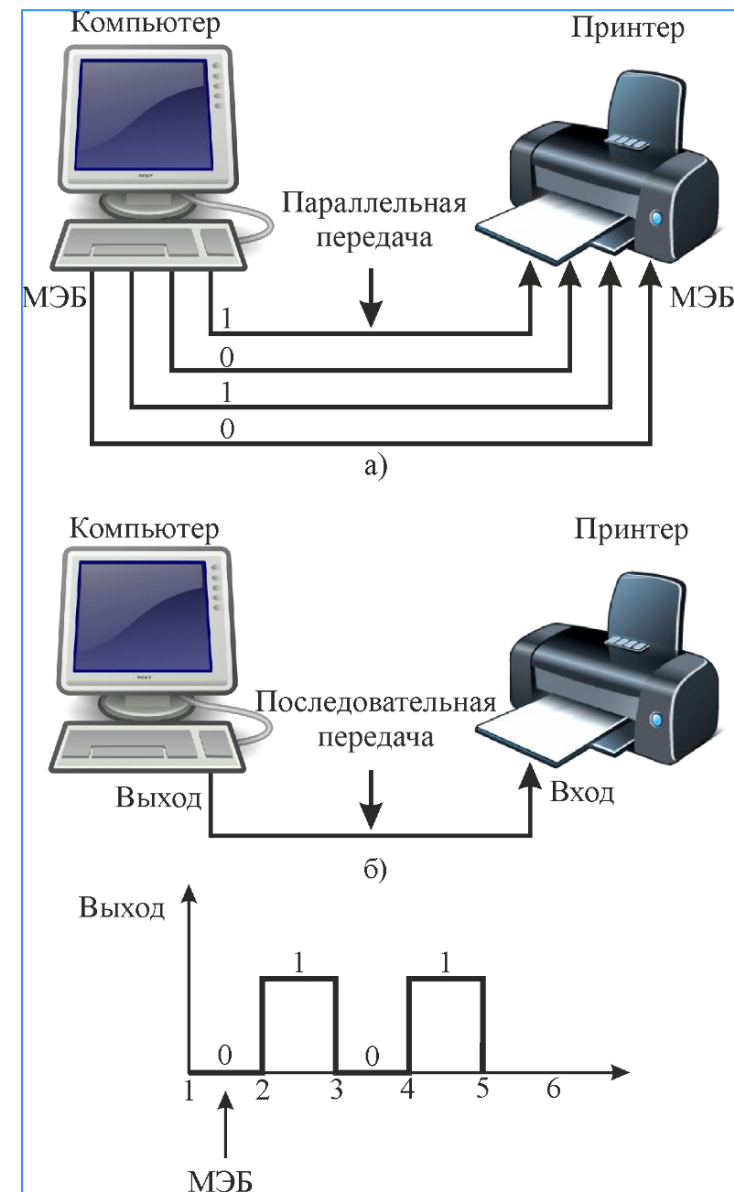 Компьютер
Принтер
Параллельная
передача
МЭБ
МЭБ
1
0
1
0
а)
Компьютер
Принтер
Последовательная
передача
Выход
Вход
б)
Выход
1
1
0
0
1
2
3
4
5
6
МЭБ